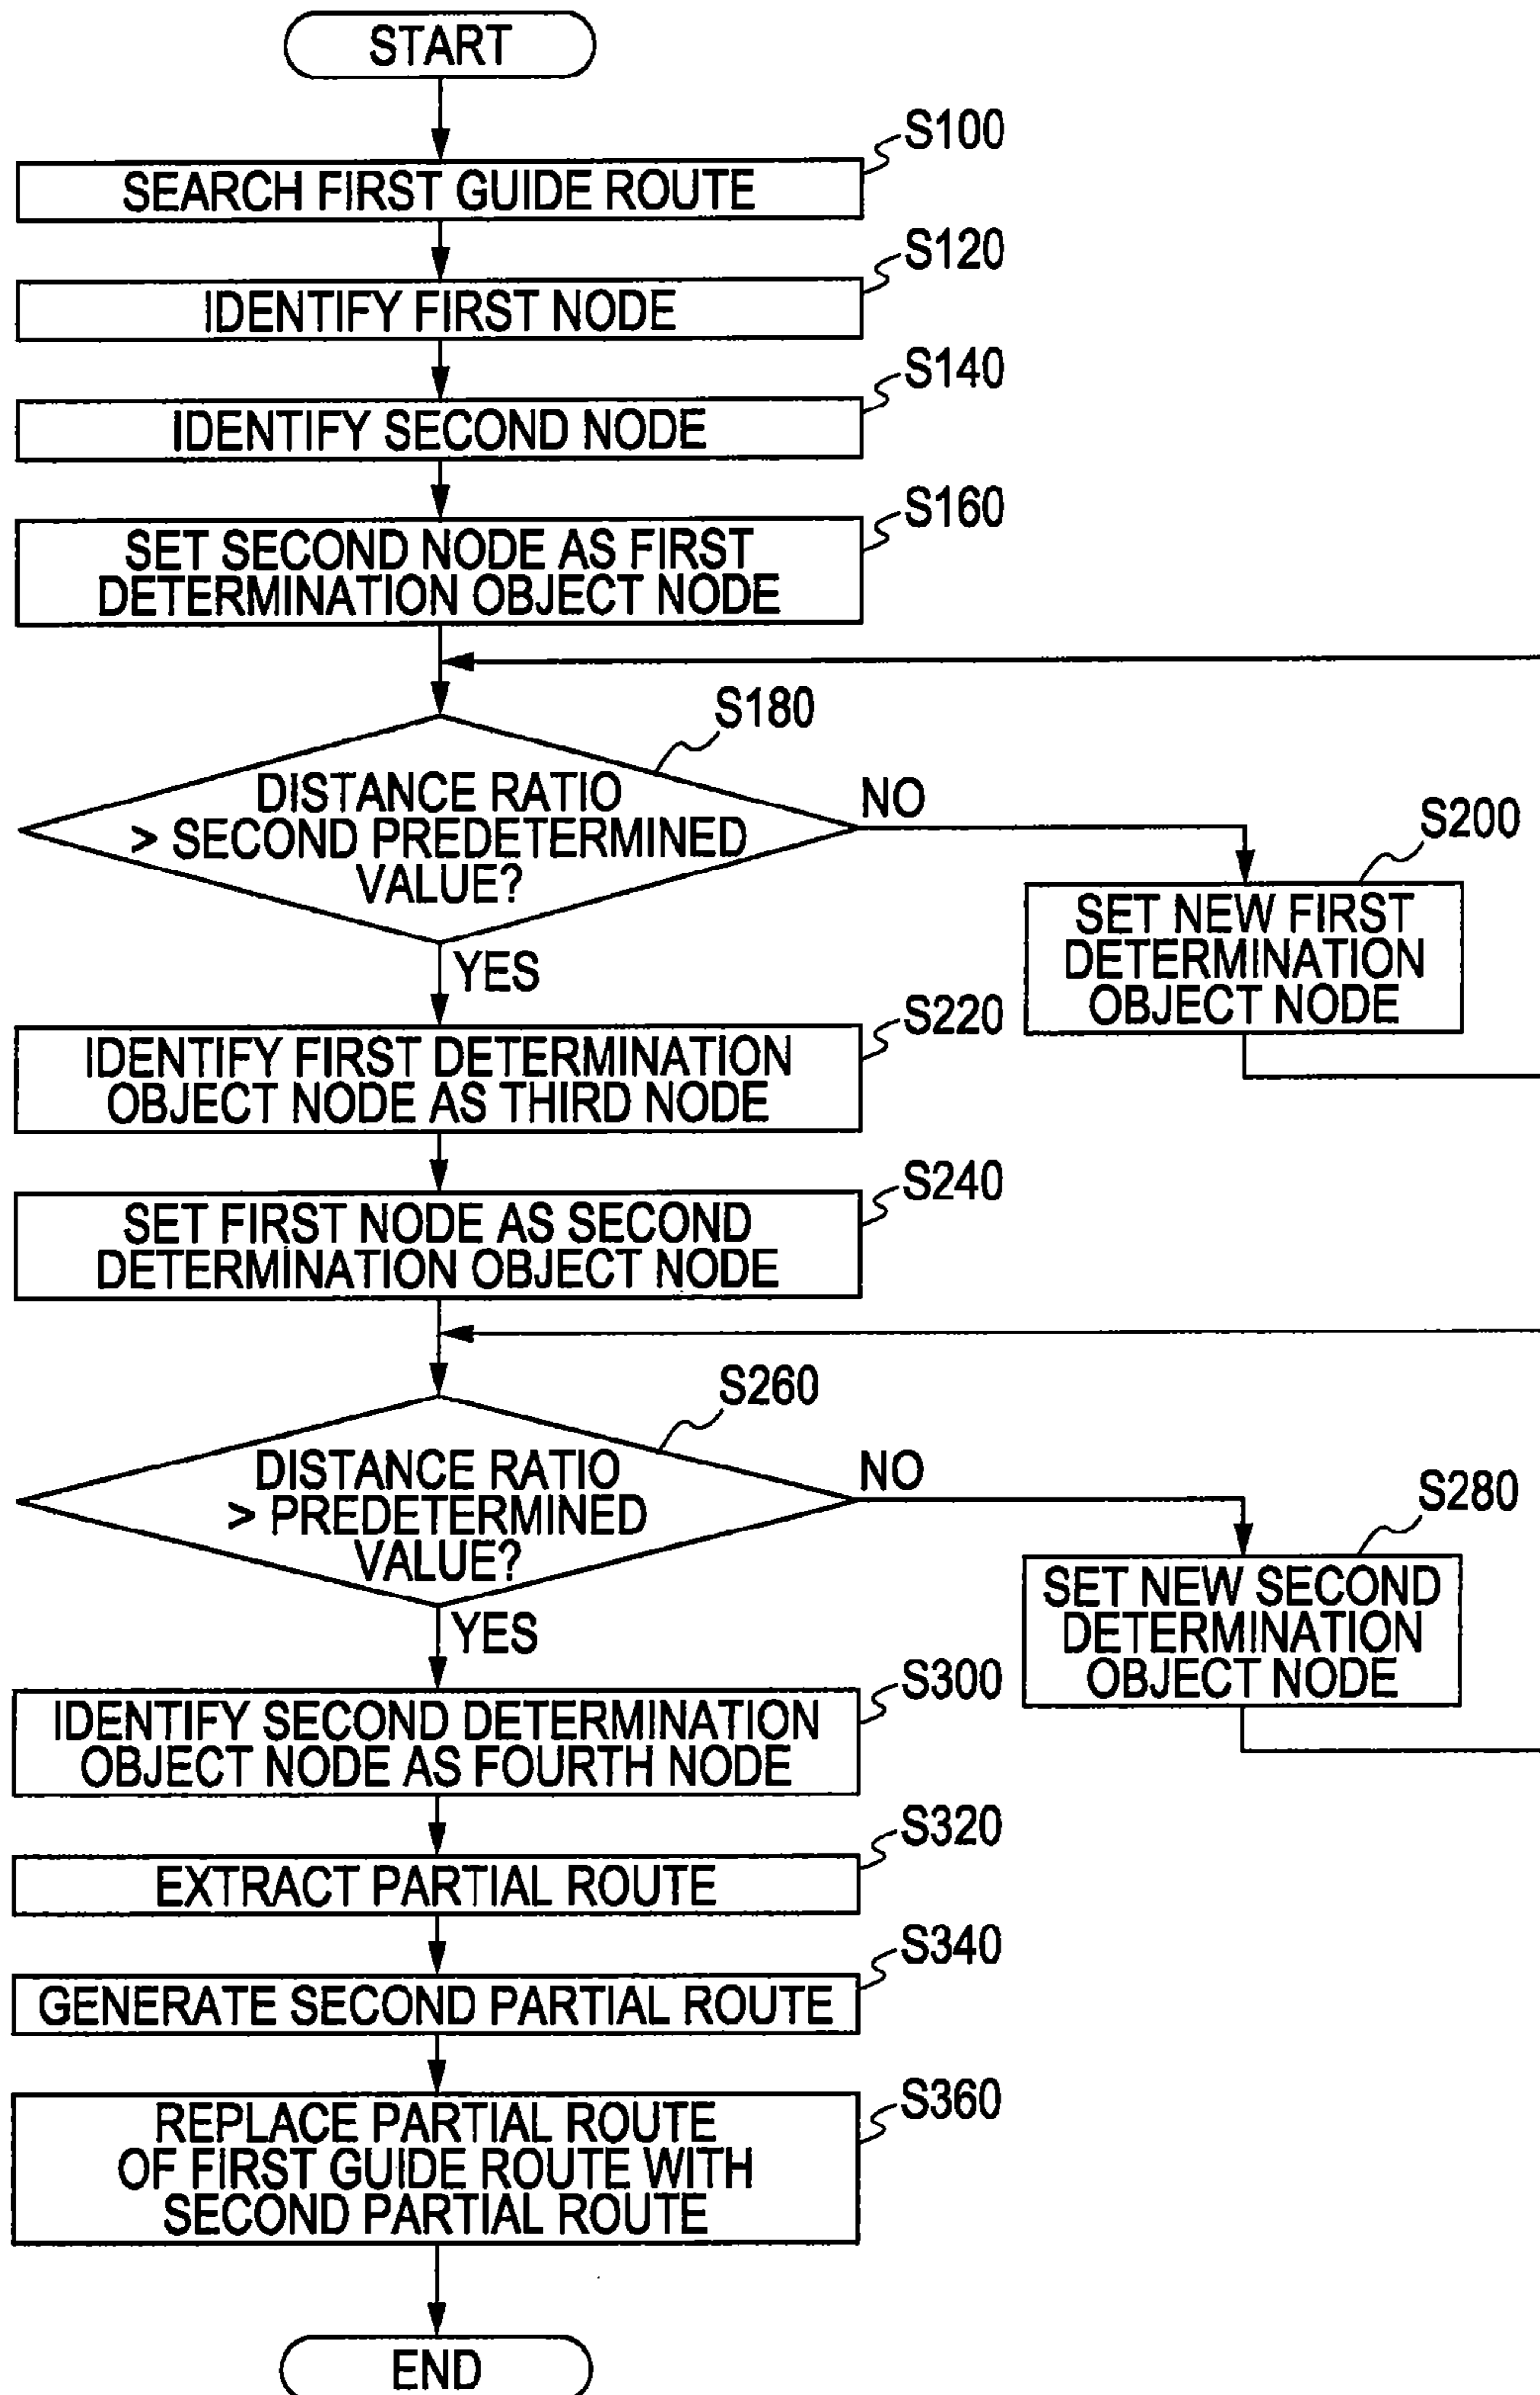 START
S100
SEARCH FIRST GUIDE ROUTE
S120
IDENTIFY FIRST NODE
S140
IDENTIFY SECOND NODE
S160
SET SECOND NODE AS FIRST
DETERMINATION OBJECT NODE
S180
DISTANCE RATIO
> SECOND PREDETERMINED
VALUE?
NO
S200
SET NEW FIRST
DETERMINATION
OBJECT NODE
YES
S220
IDENTIFY FIRST DETERMINATION
OBJECT NODE AS THIRD NODE
S240
SET FIRST NODE AS SECOND
DETERMINATION OBJECT NODE
S260
DISTANCE RATIO
> PREDETERMINED
VALUE?
NO
S280
SET NEW SECOND
DETERMINATION
OBJECT NODE
YES
S300
IDENTIFY SECOND DETERMINATION
OBJECT NODE AS FOURTH NODE
S320
EXTRACT PARTIAL ROUTE
S340
GENERATE SECOND PARTIAL ROUTE
S360
REPLACE PARTIAL ROUTE
OF FIRST GUIDE ROUTE WITH
SECOND PARTIAL ROUTE
END